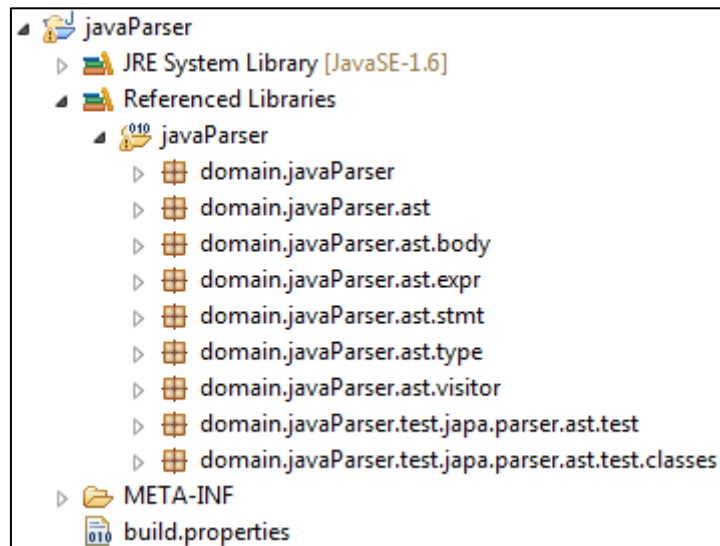 javaParser
JRE System Library [JavaSE-1.6]
Referenced Libraries
javaParser
domain.javaParser
domain.javaParser.ast
domain.javaParser.ast.body
domain.javaParser.ast.expr
domain.javaParser.ast.stmt
domain.javaParser.ast.type
domain.javaParser.ast.visitor
domain.javaParser.test.japa.parser.ast.test
domain.javaParser.test.japa.parser.ast.test.classes
META-INF
build.properties